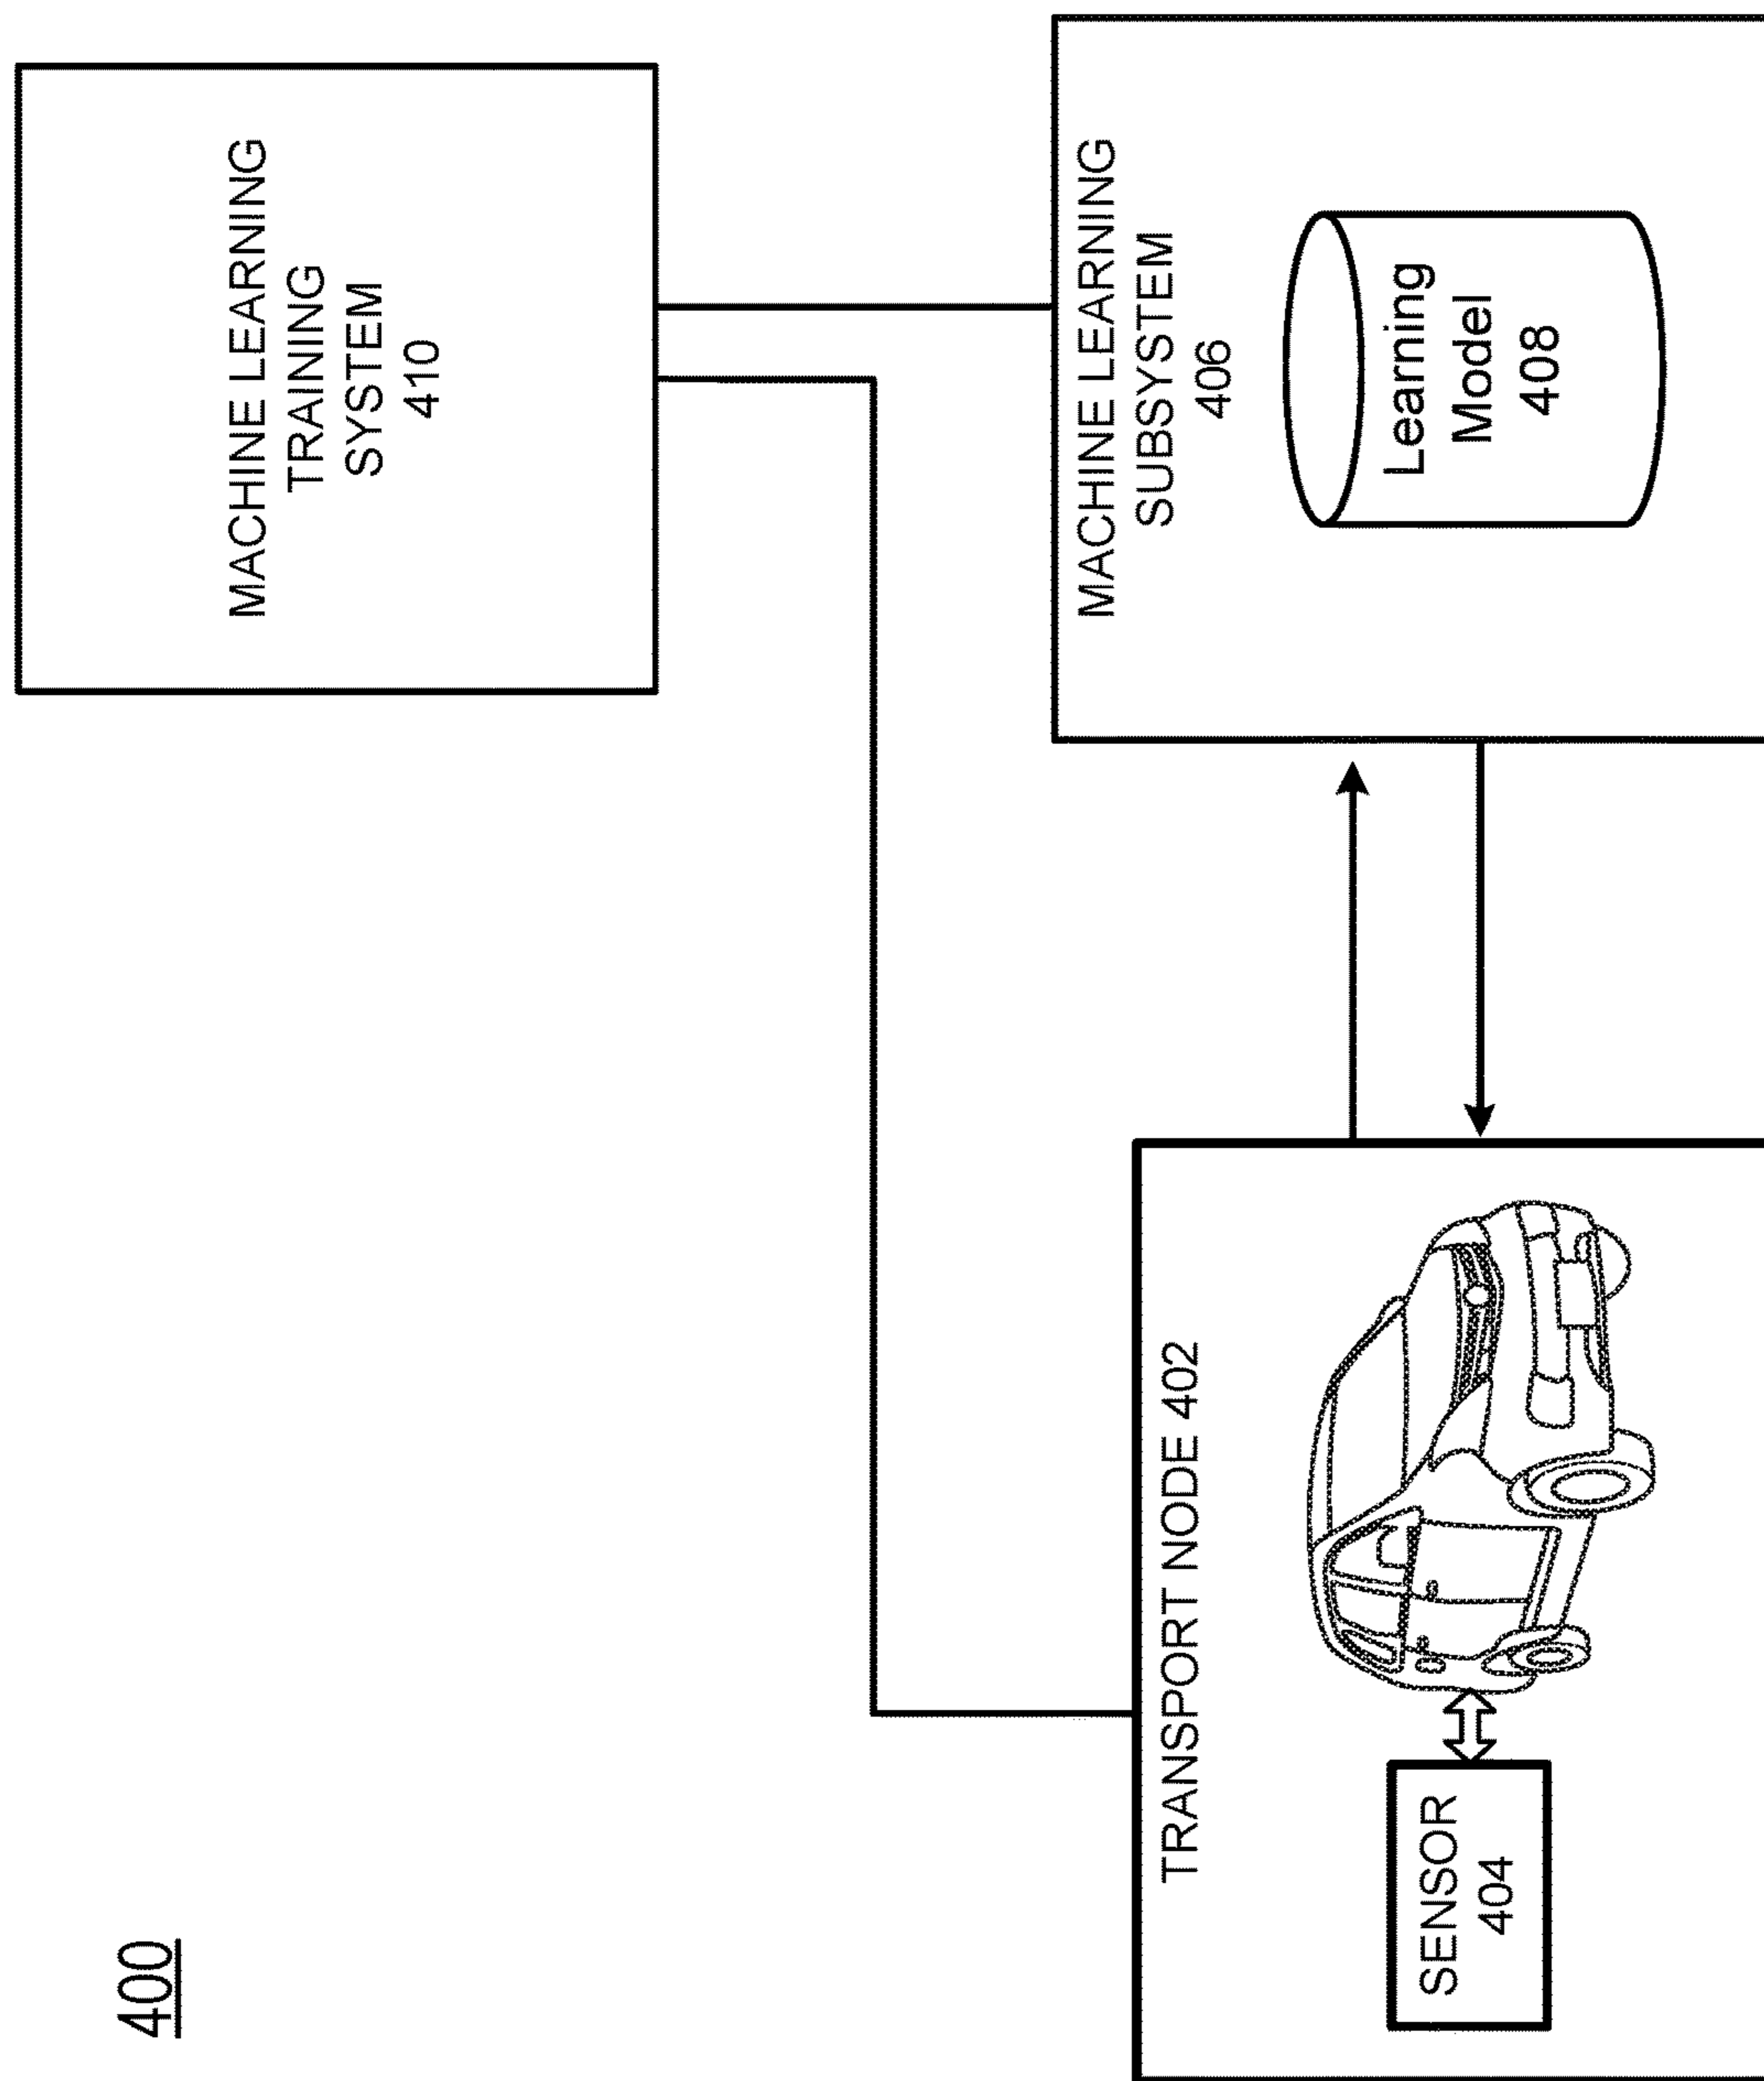 400
MACHINE LEARNING
TRAINING
SYSTEM
410
TRANSPORT NODE 402
SENSOR
404
MACHINE LEARNING
SUBSYSTEM
406
Learning
Model
408